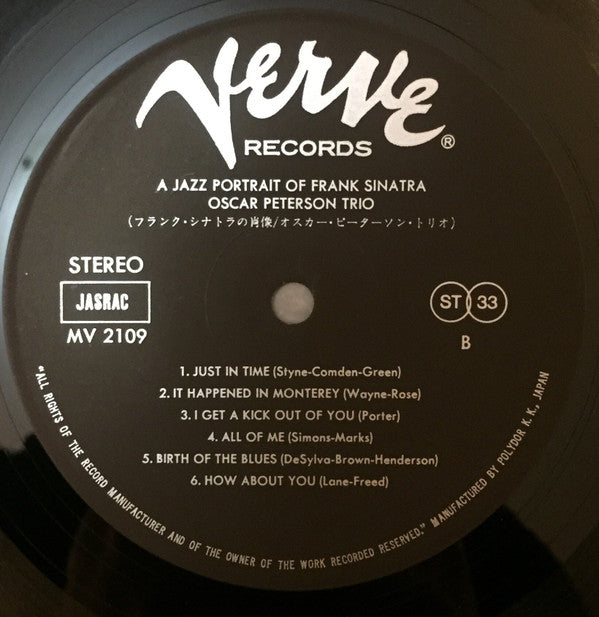 VERVE
RECORDS ®
A JAZZ PORTRAIT OF FRANK SINATRA
OSCAR PETERSON TRIO
(フランク・シナトラの肖像/オスカー・ピーターソン・トリオ)
STEREO
JASRAC
MV 2109
ST 33
B
1. JUST IN TIME (Styne-Comden-Green)
2. IT HAPPENED IN MONTEREY (Wayne-Rose)
3. I GET A KICK OUT OF YOU (Porter)
4. ALL OF ME (Simons-Marks)
5. BIRTH OF THE BLUES (DeSylva-Brown-Henderson)
6. HOW ABOUT YOU (Lane-Freed)
"ALL RIGHTS OF THE RECORD MANUFACTURER AND OF THE OWNER OF THE WORK RECORDED RESERVED." MANUFACTURED BY POLYDOR K. K., JAPAN